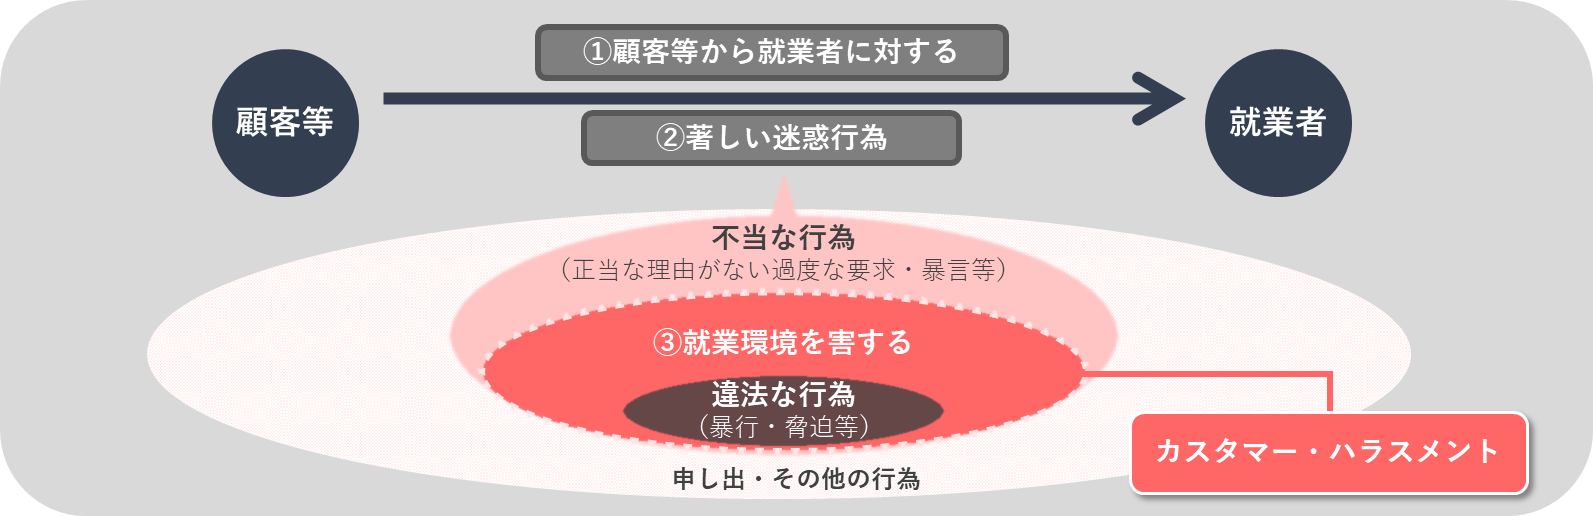 ①顧客等から就業者に対する
顧客等
就業者
②著しい迷惑行為
不当な行為
（正当な理由がない過度な要求・暴言等）
③就業環境を害する
違法な行為
（暴行・脅迫等）
カスタマー・ハラスメント
申し出・その他の行為